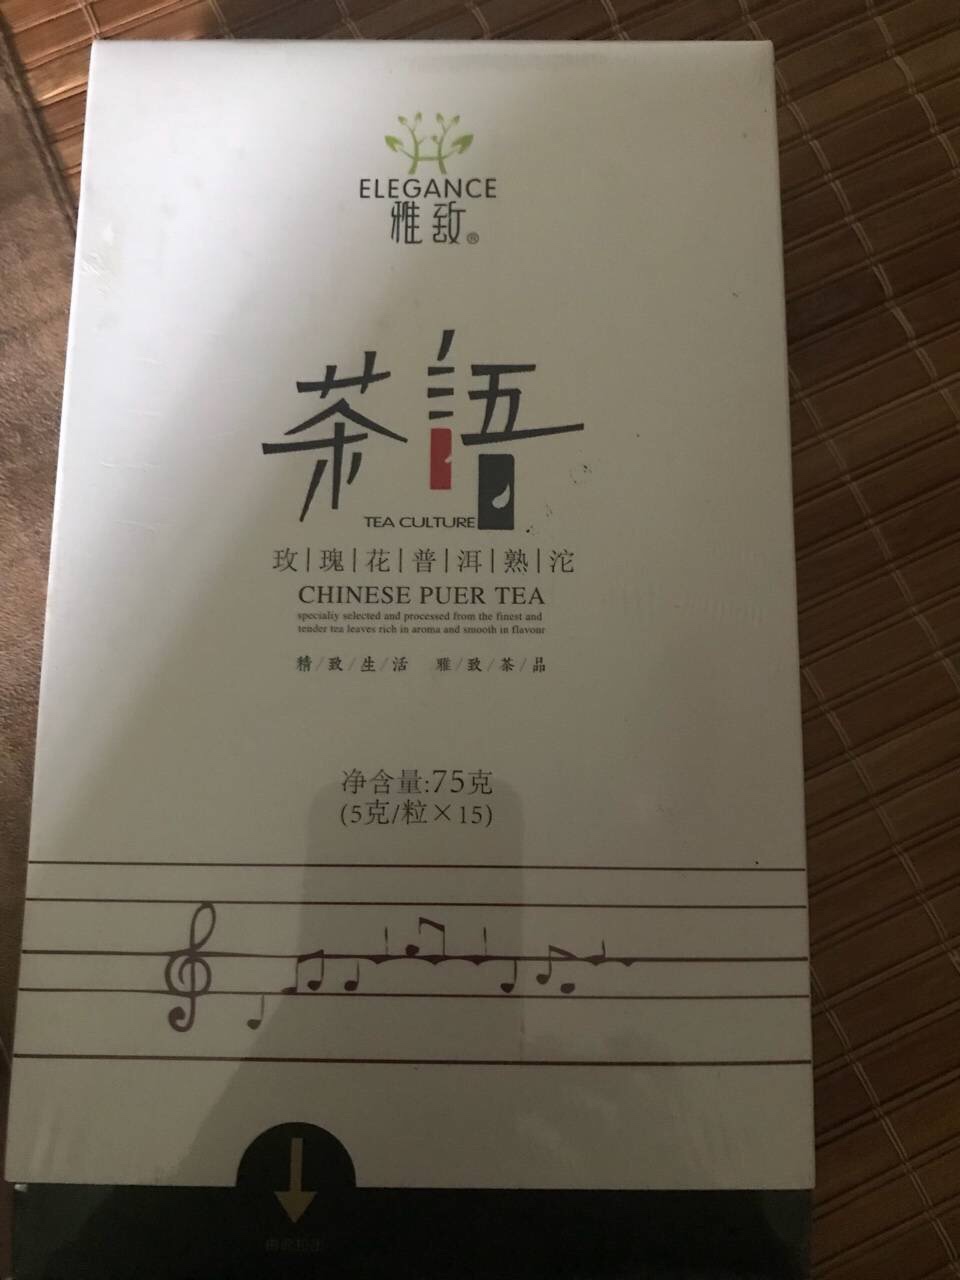 ELEGANCE
雅致®
茶語
TEA CULTURE
玫|瑰|花|普|洱|熟|沱
CHINESE PUER TEA
specially selected and processed from the finest and
tender tea leaves rich in aroma and smooth in flavour
精/致/生/活 雅/致/茶/品
净含量:75克
(5克/粒×15)